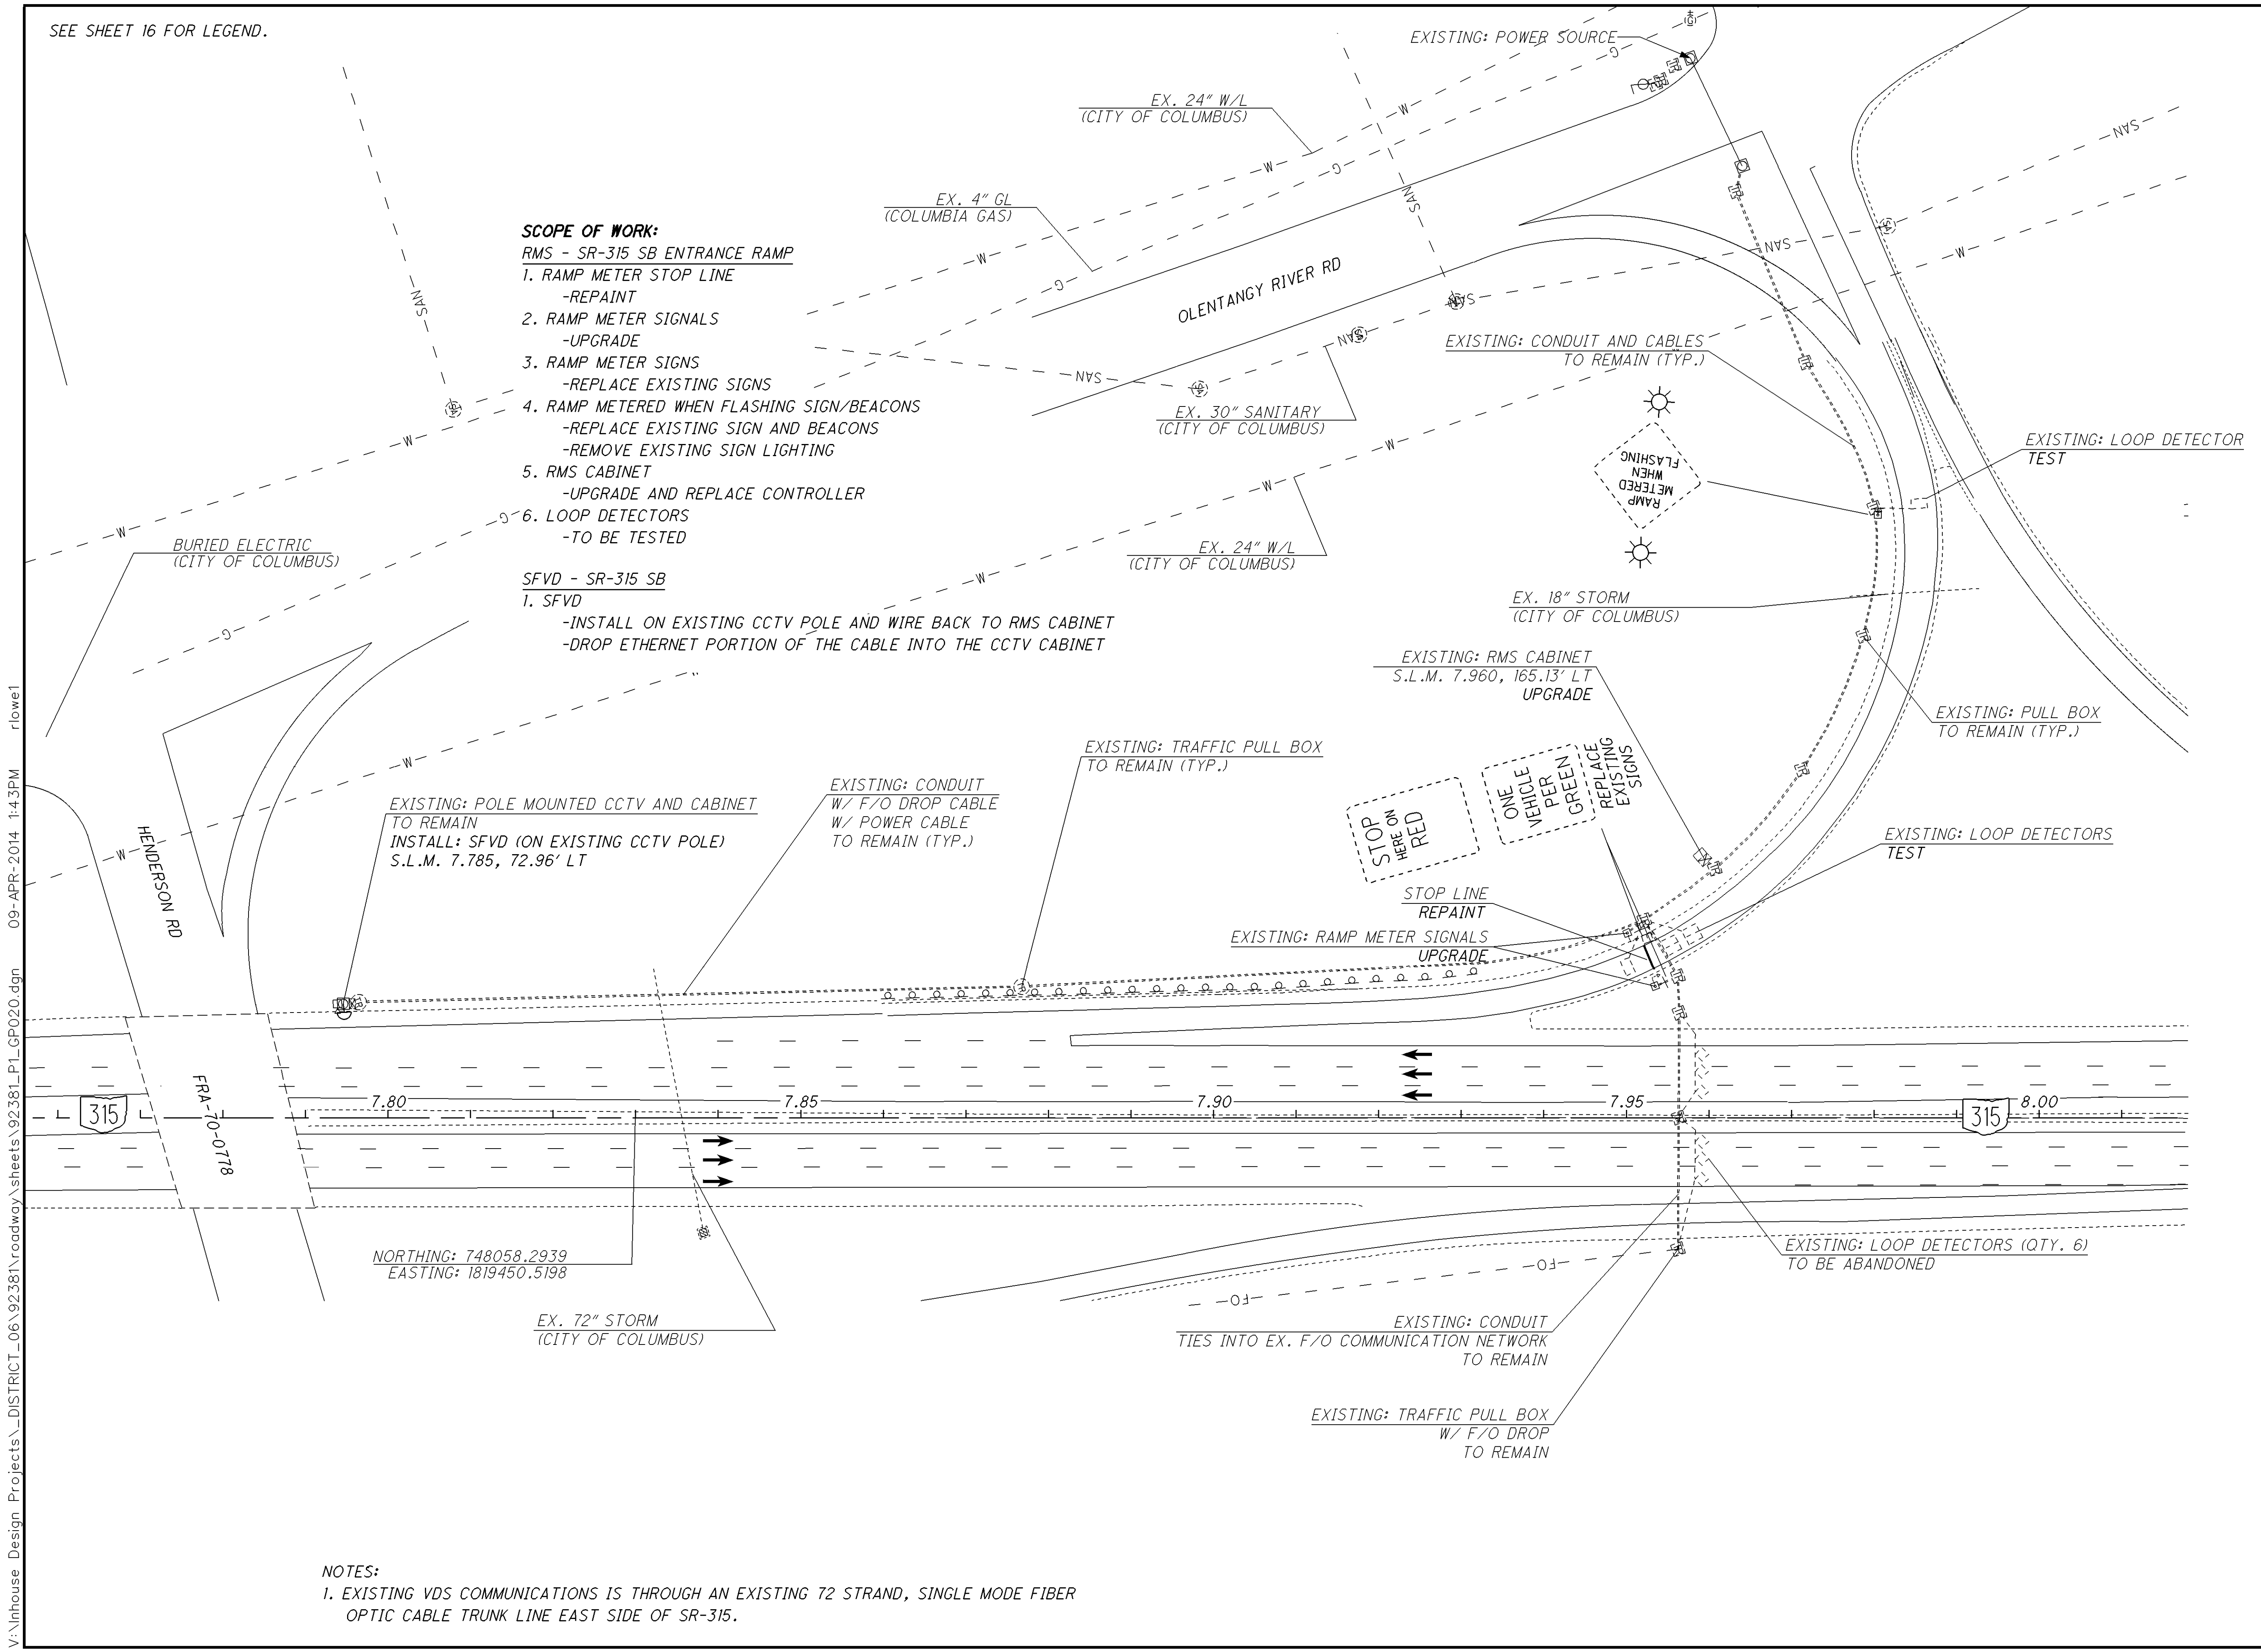 SEE SHEET 16 FOR LEGEND.
EXISTING: POWER SOURCE
EX. 24" W/L
(CITY OF COLUMBUS)
EX. 4" GL
(COLUMBIA GAS)
SCOPE OF WORK:
RMS - SR-315 SB ENTRANCE RAMP
1. RAMP METER STOP LINE
-REPAINT
2. RAMP METER SIGNALS
-UPGRADE
3. RAMP METER SIGNS
-REPLACE EXISTING SIGNS
4. RAMP METERED WHEN FLASHING SIGN/BEACONS
-REPLACE EXISTING SIGN AND BEACONS
-REMOVE EXISTING SIGN LIGHTING
5. RMS CABINET
-UPGRADE AND REPLACE CONTROLLER
6. LOOP DETECTORS
-TO BE TESTED
SFVD - SR-315 SB
1. SFVD
-INSTALL ON EXISTING CCTV POLE AND WIRE BACK TO RMS CABINET
-DROP ETHERNET PORTION OF THE CABLE INTO THE CCTV CABINET
OLENTANGY RIVER RD
EXISTING: CONDUIT AND CABLES
TO REMAIN (TYP.)
EX. 30" SANITARY
(CITY OF COLUMBUS)
EXISTING: LOOP DETECTOR
TEST
RAMP
METERED
WHEN
FLASHING
BURIED ELECTRIC
(CITY OF COLUMBUS)
EX. 24" W/L
(CITY OF COLUMBUS)
EX. 18" STORM
(CITY OF COLUMBUS)
EXISTING: RMS CABINET
S.L.M. 7.960, 165.13' LT
UPGRADE
EXISTING: PULL BOX
TO REMAIN (TYP.)
EXISTING: TRAFFIC PULL BOX
TO REMAIN (TYP.)
EXISTING: CONDUIT
W/ F/O DROP CABLE
W/ POWER CABLE
TO REMAIN (TYP.)
EXISTING: POLE MOUNTED CCTV AND CABINET
TO REMAIN
INSTALL: SFVD (ON EXISTING CCTV POLE)
S.L.M. 7.785, 72.96' LT
STOP
HERE ON
RED
ONE
VEHICLE
PER
GREEN
REPLACE
EXISTING
SIGNS
EXISTING: LOOP DETECTORS
TEST
HENDERSON RD
STOP LINE
REPAINT
EXISTING: RAMP METER SIGNALS
UPGRADE
315
FRA-70-0778
7.80
7.85
7.90
7.95
315
8.00
NORTHING: 748058.2939
EASTING: 1819450.5198
EXISTING: LOOP DETECTORS (QTY. 6)
TO BE ABANDONED
EX. 72" STORM
(CITY OF COLUMBUS)
EXISTING: CONDUIT
TIES INTO EX. F/O COMMUNICATION NETWORK
TO REMAIN
EXISTING: TRAFFIC PULL BOX
W/ F/O DROP
TO REMAIN
NOTES:
1. EXISTING VDS COMMUNICATIONS IS THROUGH AN EXISTING 72 STRAND, SINGLE MODE FIBER
OPTIC CABLE TRUNK LINE EAST SIDE OF SR-315.
V:\Inhouse Design Projects\_DISTRICT_06\92381\roadway\sheets\92381_P1_GP020.dgn 09-APR-2014 1:43PM rlowe1
W
W
W
W
W
W
W
W
W
W
W
G
G
G
G
G
SAN
SAN
SAN
SAN
SAN
SAN
SAN
FO
FO